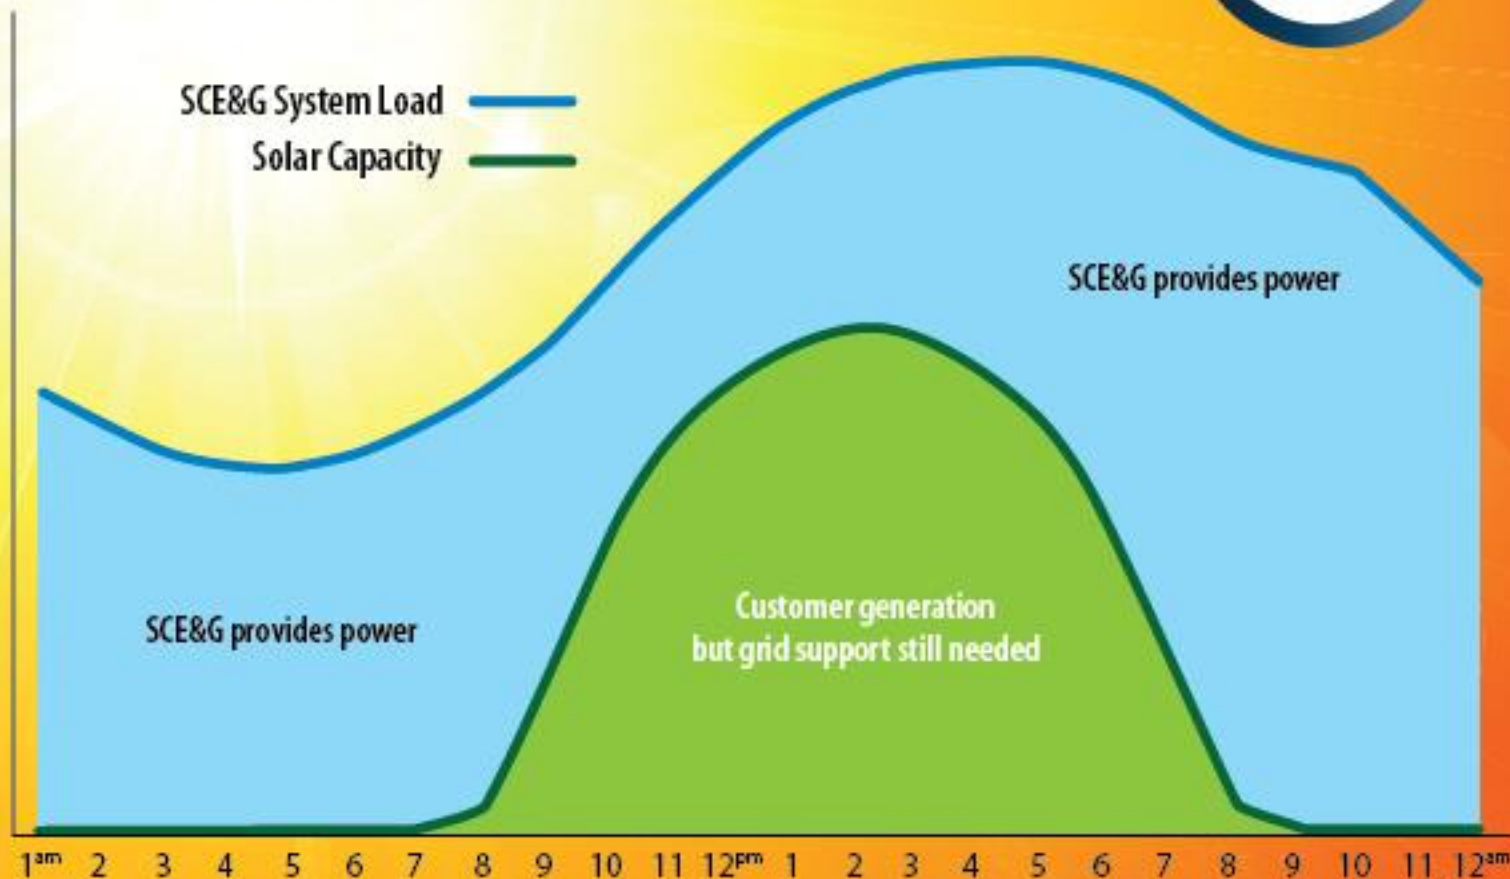 SCE&G System Load
Solar Capacity
SCE&G provides power
SCE&G provides power
Customer generation
but grid support still needed
1am 2 3 4 5 6 7 8 9 10 11 12pm 1 2 3 4 5 6 7 8 9 10 11 12am